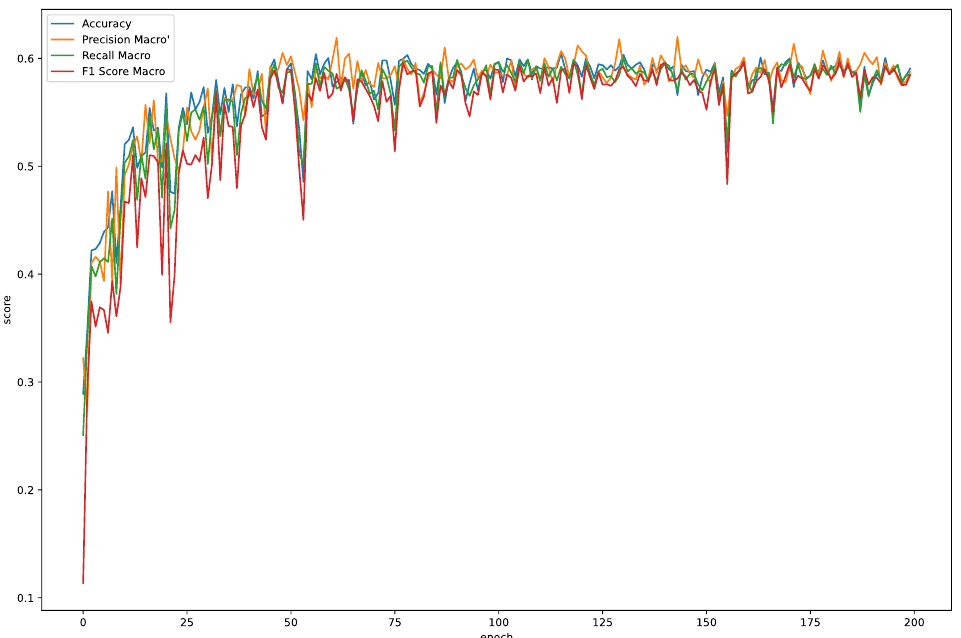 Accuracy
Precision Macro'
Recall Macro
F1 Score Macro
0.6
0.5
0.4
0.3
0.2
0.1
score
0 25 50 75 100 125 150 175 200
epoch